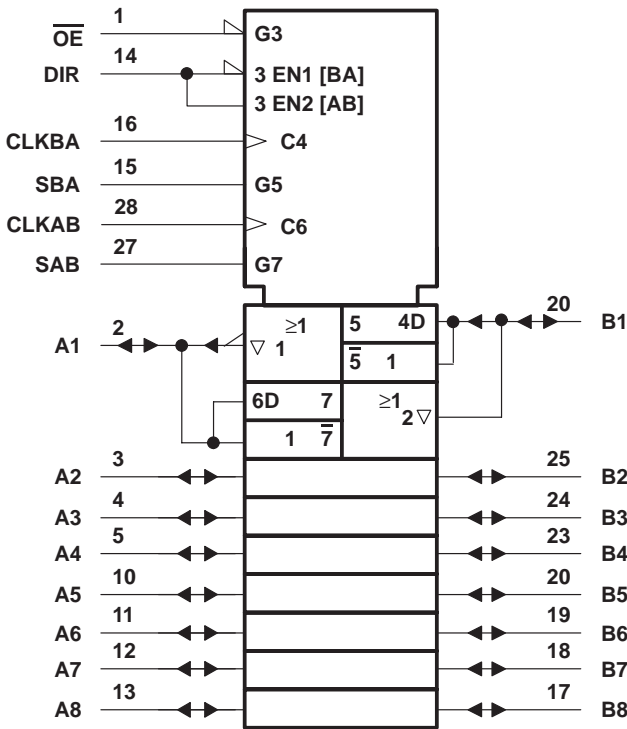 1
OE
G3
14
DIR
3 EN1 [BA]
3 EN2 [AB]
16
CLKBA
C4
15
SBA
G5
28
CLKAB
C6
27
SAB
G7
2
A1
≥1
1
5 4D
5 1
20
B1
6D 7
1 7
≥1
2
3
A2
25
B2
4
A3
24
B3
5
A4
23
B4
10
A5
20
B5
11
A6
19
B6
12
A7
18
B7
13
A8
17
B8